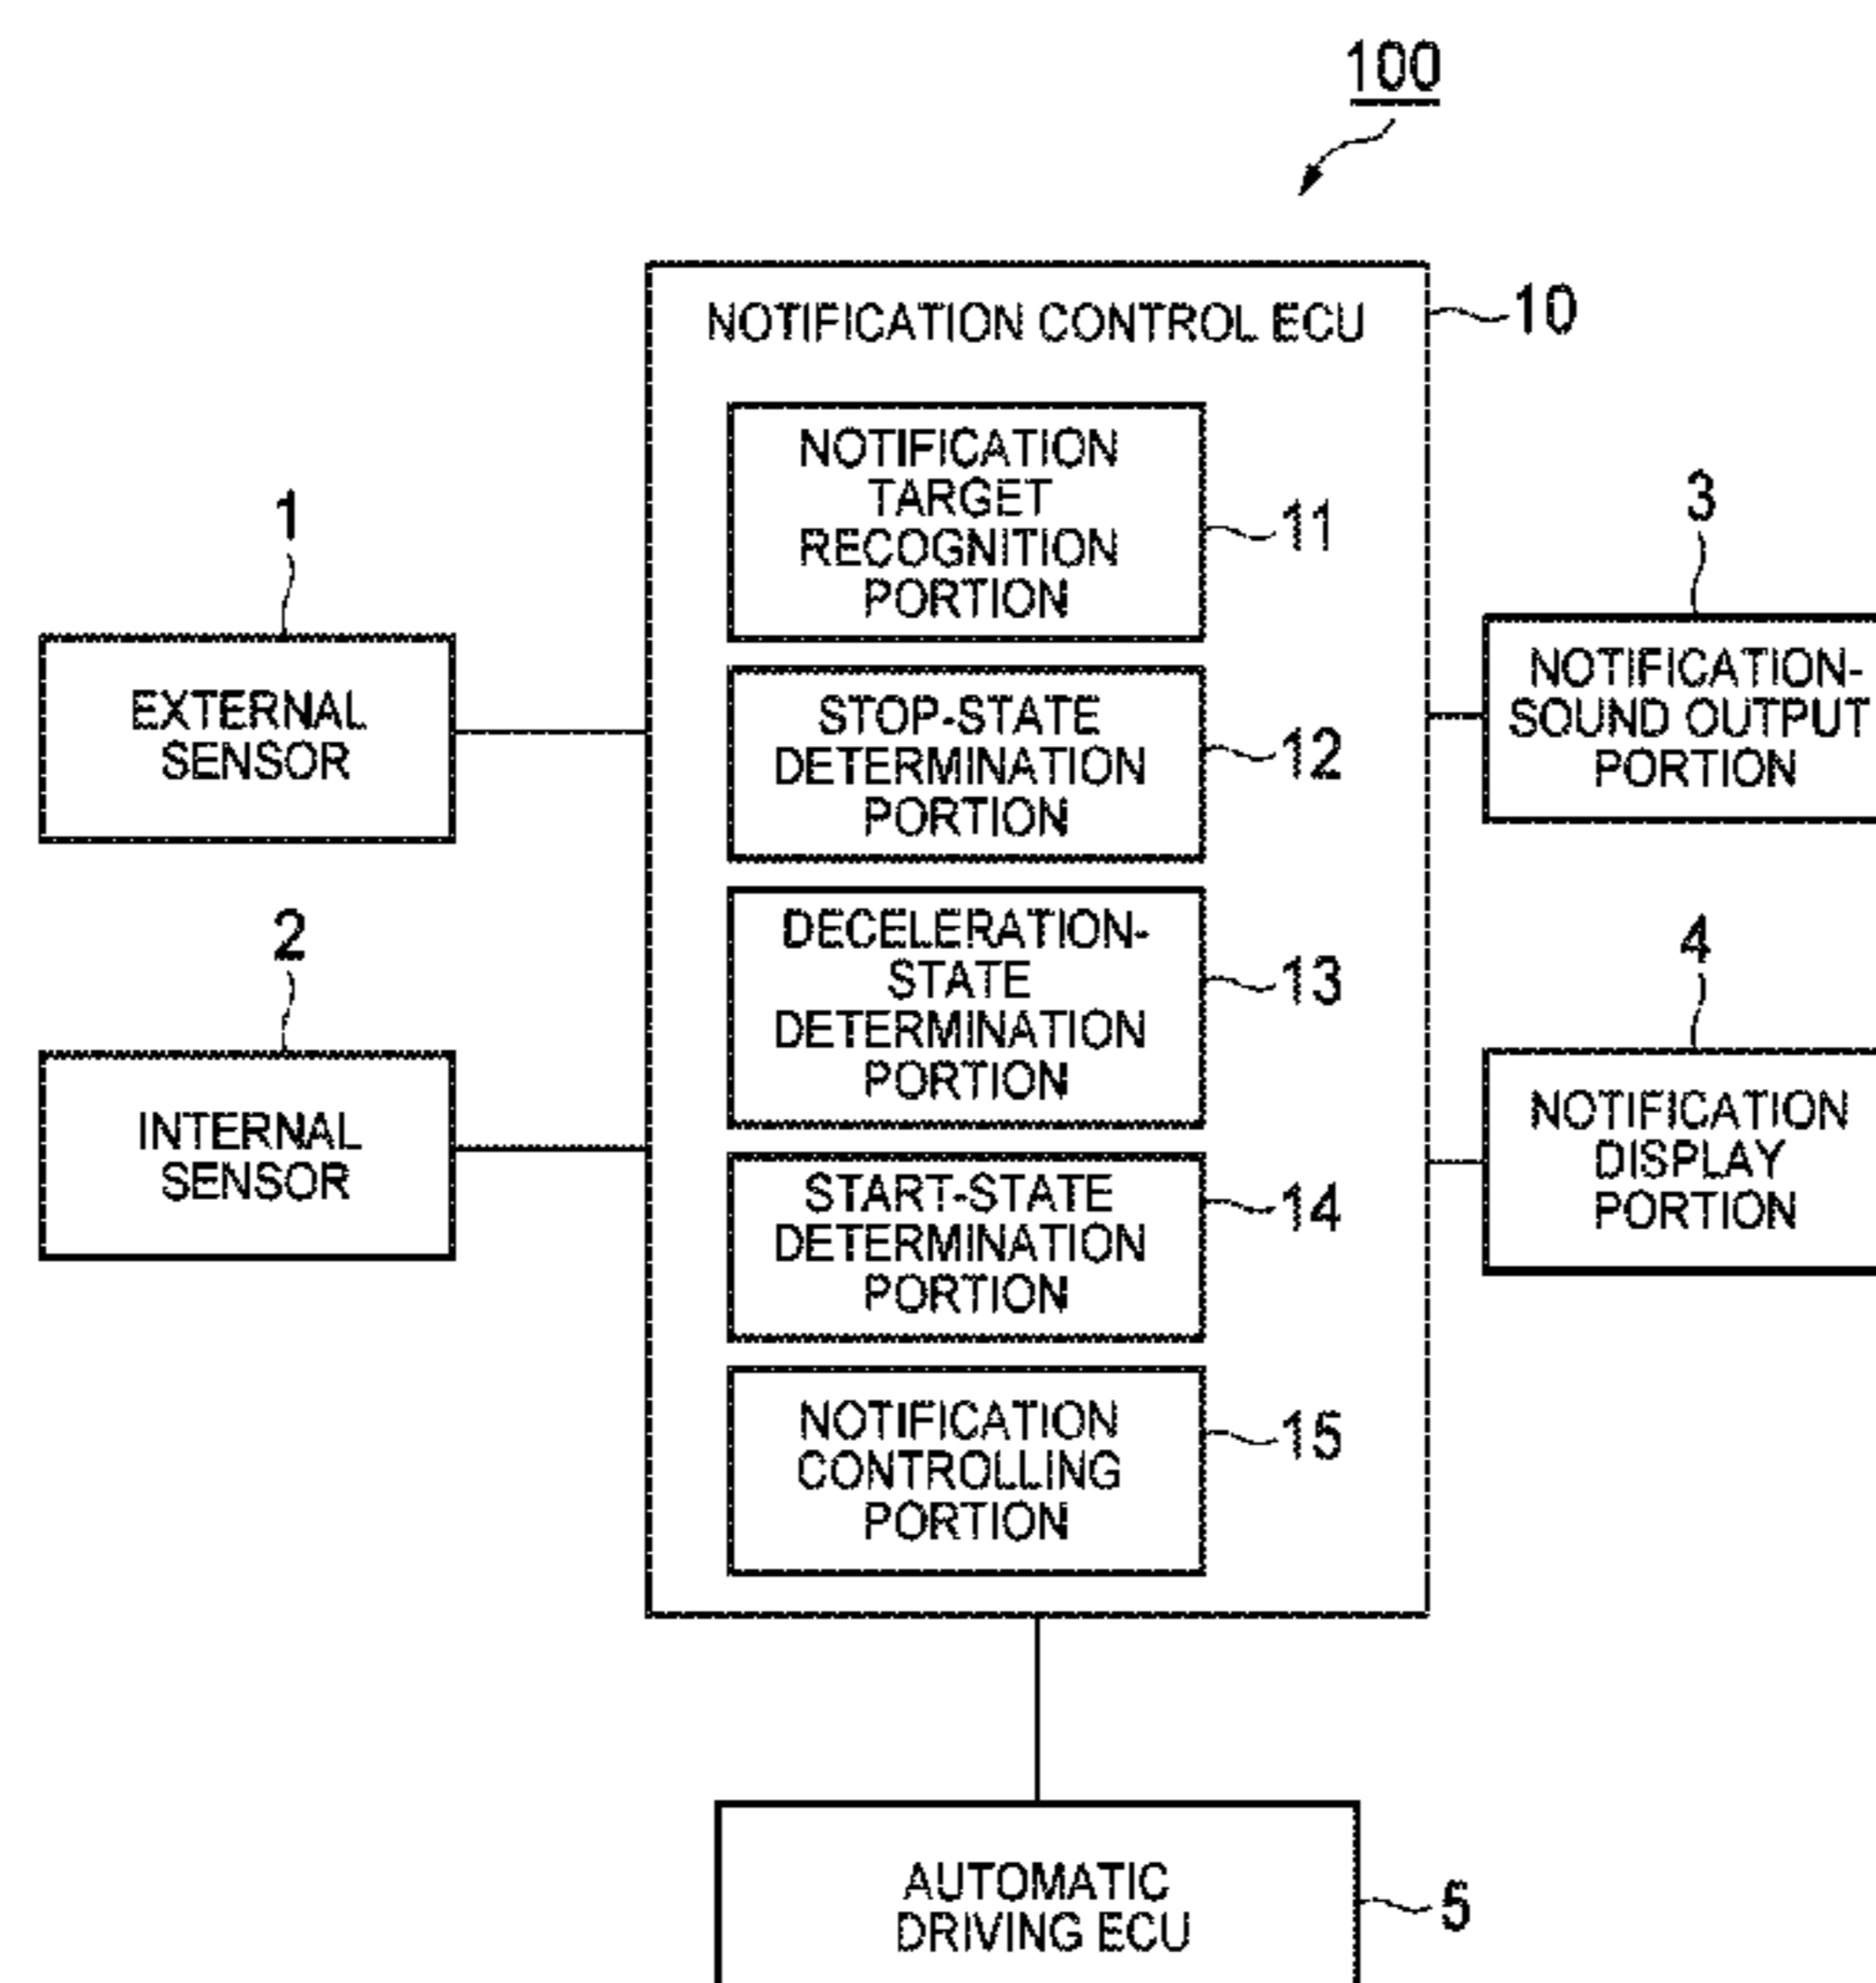 100
NOTIFICATION CONTROL ECU
10
NOTIFICATION
TARGET
RECOGNITION
PORTION
11
1
EXTERNAL
SENSOR
STOP-STATE
DETERMINATION
PORTION
12
3
NOTIFICATION-
SOUND OUTPUT
PORTION
2
INTERNAL
SENSOR
DECELERATION-
STATE
DETERMINATION
PORTION
13
4
NOTIFICATION
DISPLAY
PORTION
START-STATE
DETERMINATION
PORTION
14
NOTIFICATION
CONTROLLING
PORTION
15
AUTOMATIC
DRIVING ECU
5